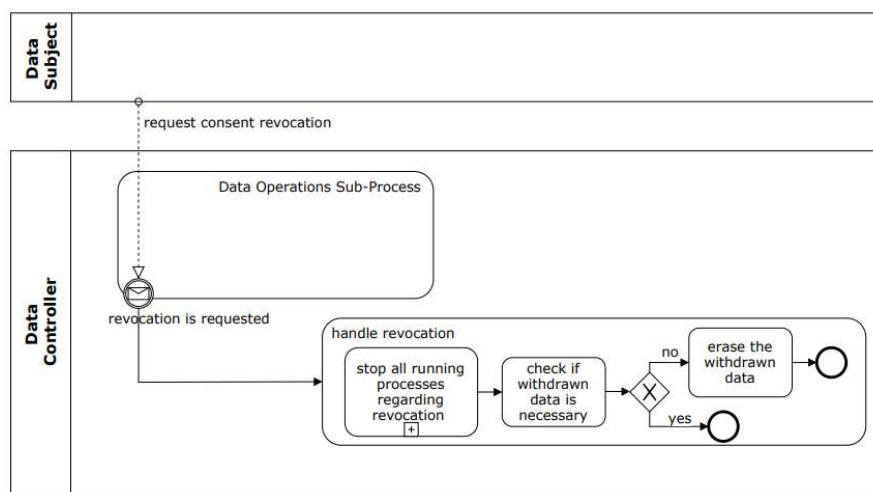 Data
Subject
request consent revocation
Data
Controller
Data Operations Sub-Process
revocation is requested
handle revocation
stop all running
processes
regarding
revocation
check if
withdrawn
data is
necessary
no
yes
erase the
withdrawn
data